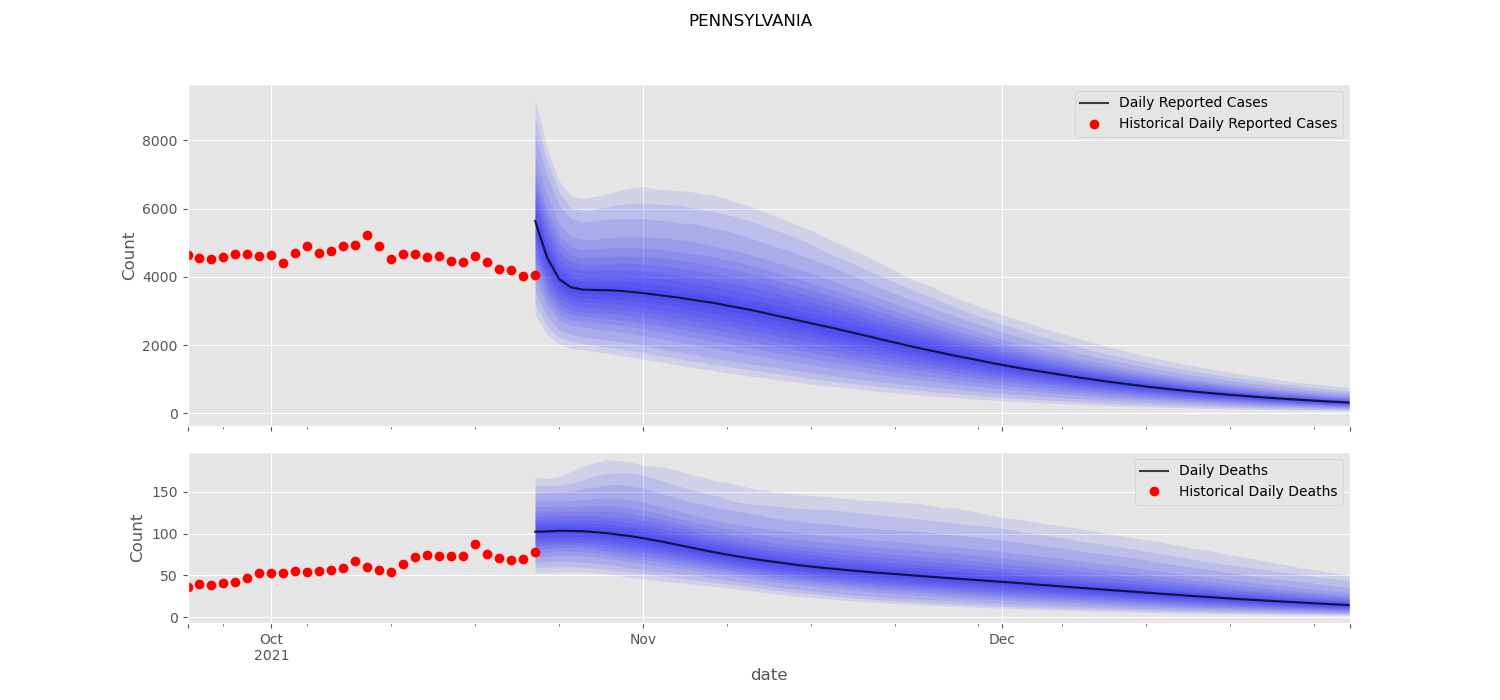 PENNSYLVANIA
Daily Reported Cases
Historical Daily Reported Cases
Count
8000
6000
4000
2000
0
Daily Deaths
Historical Daily Deaths
Count
150
100
50
0
Oct
2021
Nov
Dec
date